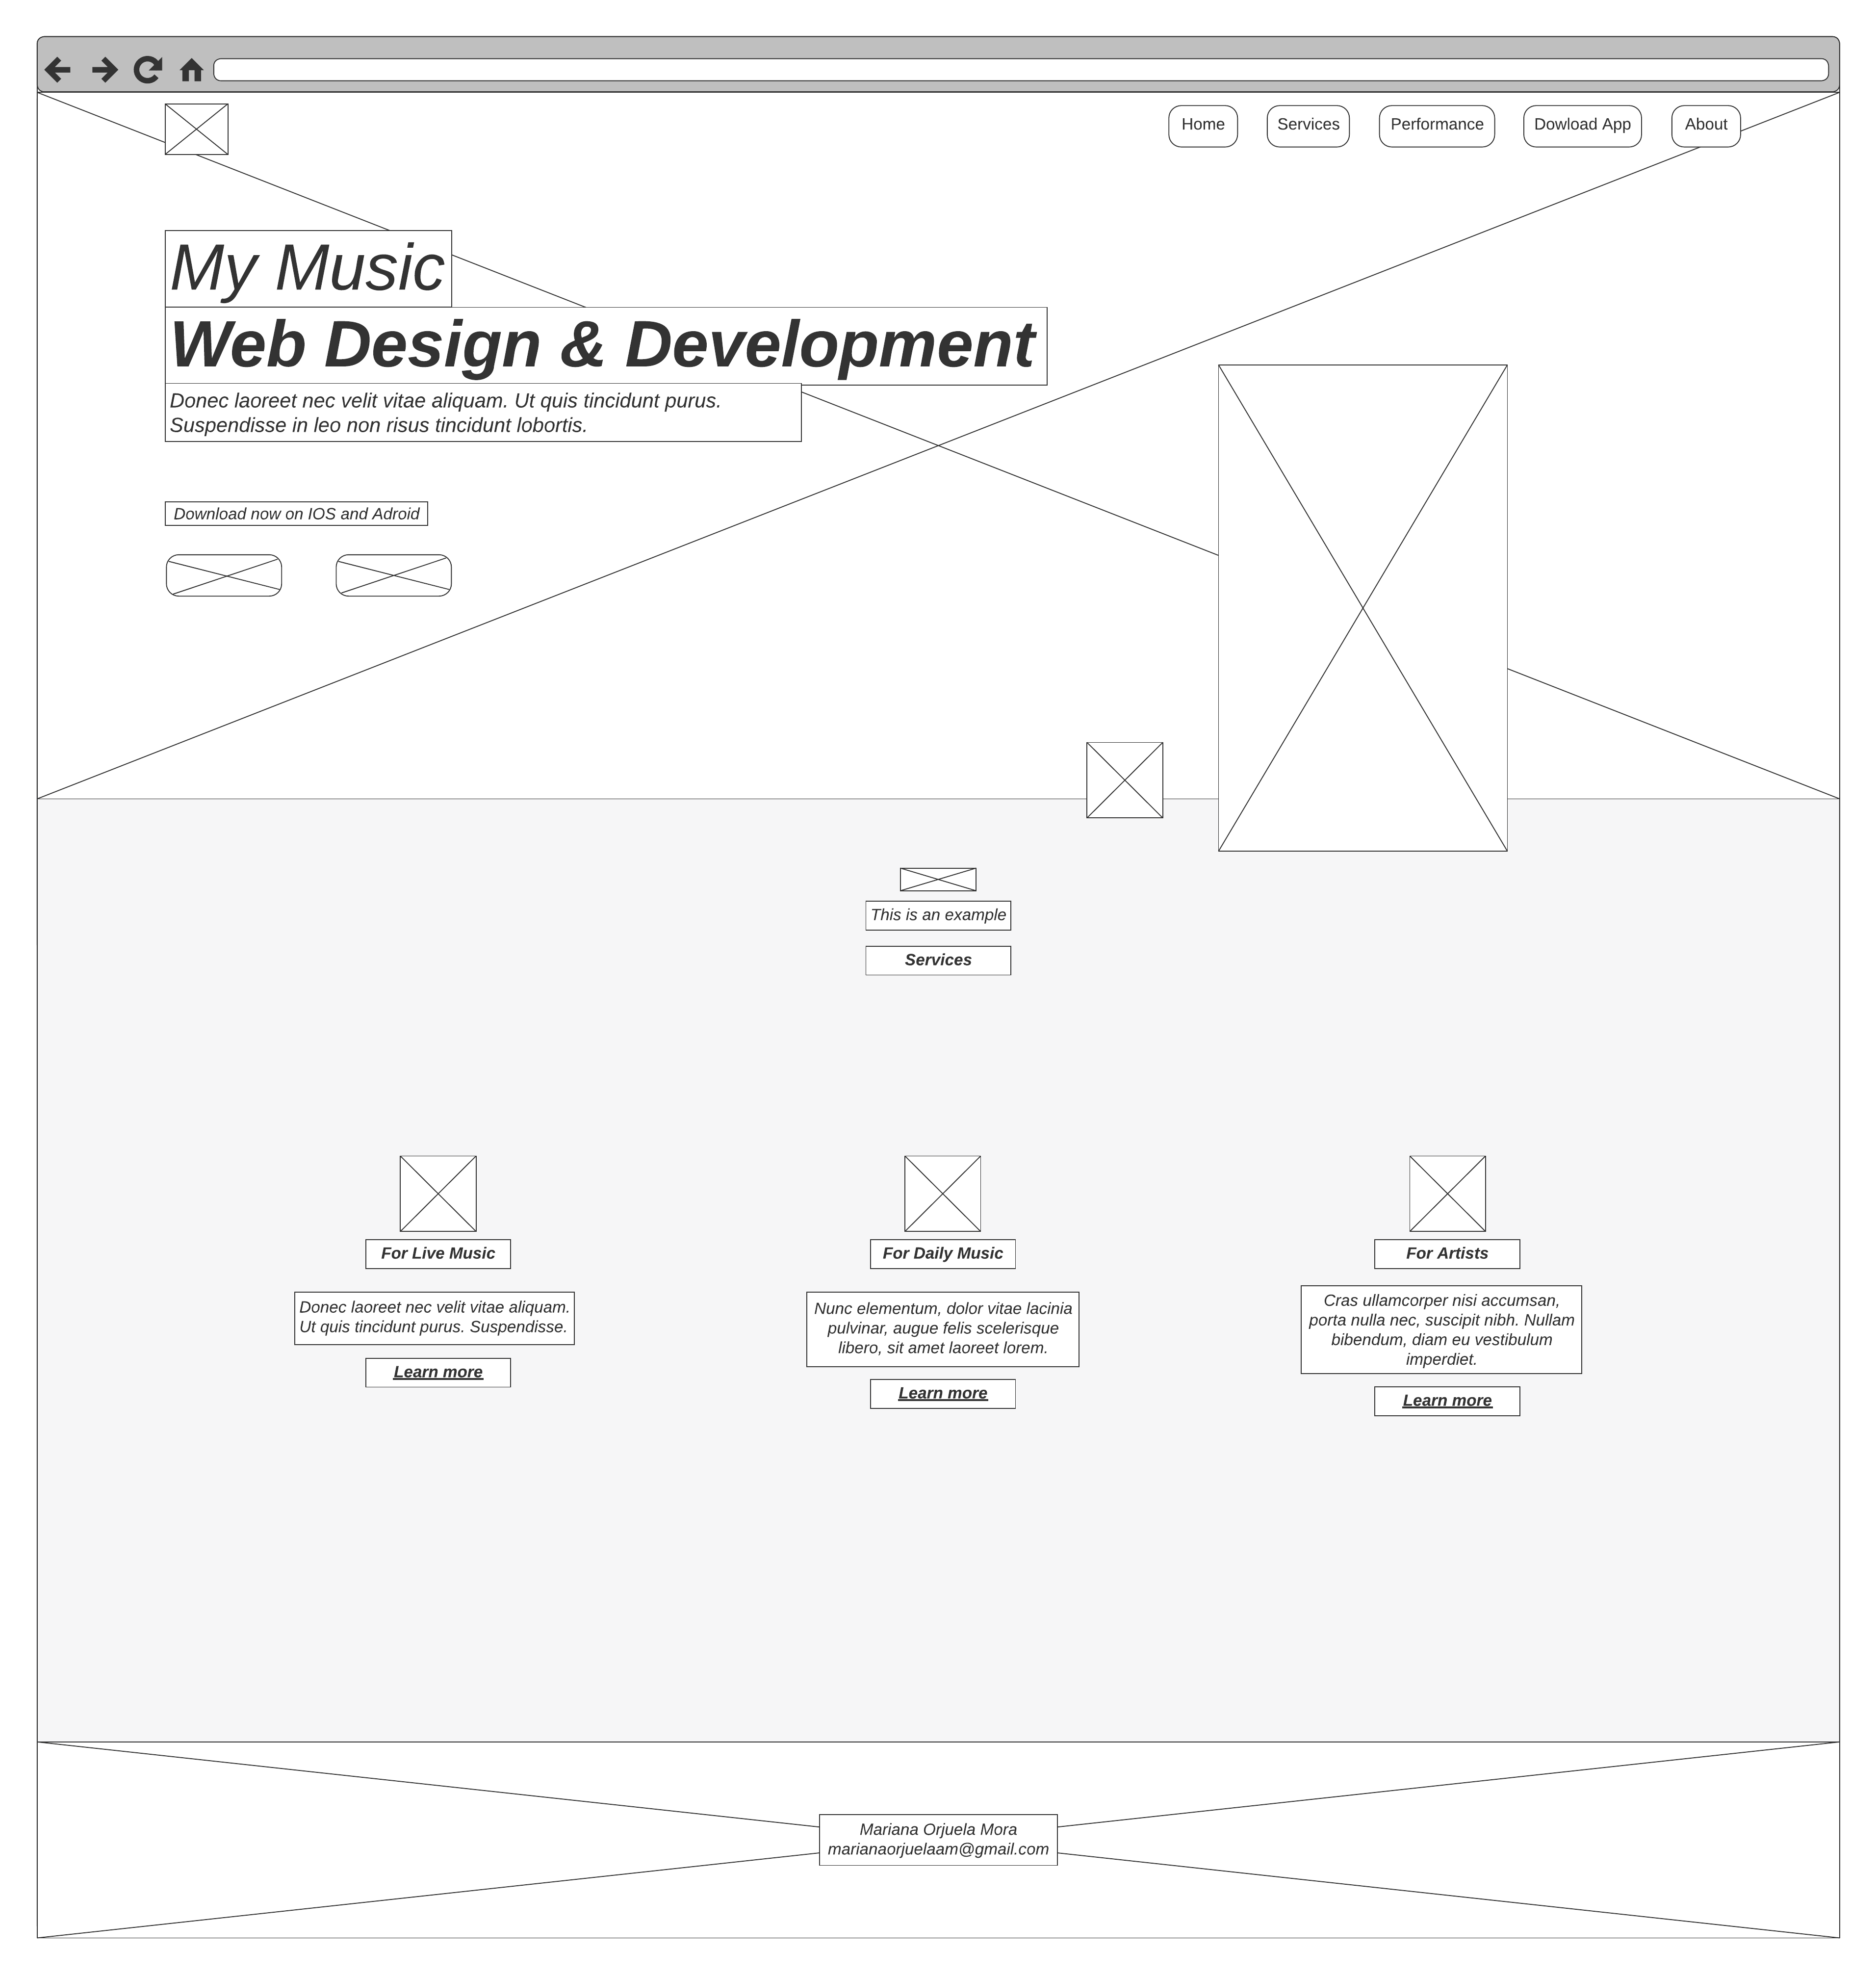 Home
Services
Performance
Dowload App
About
My Music
Web Design & Development
Donec laoreet nec velit vitae aliquam. Ut quis tincidunt purus.
Suspendisse in leo non risus tincidunt lobortis.
Download now on IOS and Adroid
This is an example
Services
For Live Music
Donec laoreet nec velit vitae aliquam.
Ut quis tincidunt purus. Suspendisse.
Learn more
For Daily Music
Nunc elementum, dolor vitae lacinia
pulvinar, augue felis scelerisque
libero, sit amet laoreet lorem.
Learn more
For Artists
Cras ullamcorper nisi accumsan,
porta nulla nec, suscipit nibh. Nullam
bibendum, diam eu vestibulum
imperdiet.
Learn more
Mariana Orjuela Mora
marianaorjuelaam@gmail.com